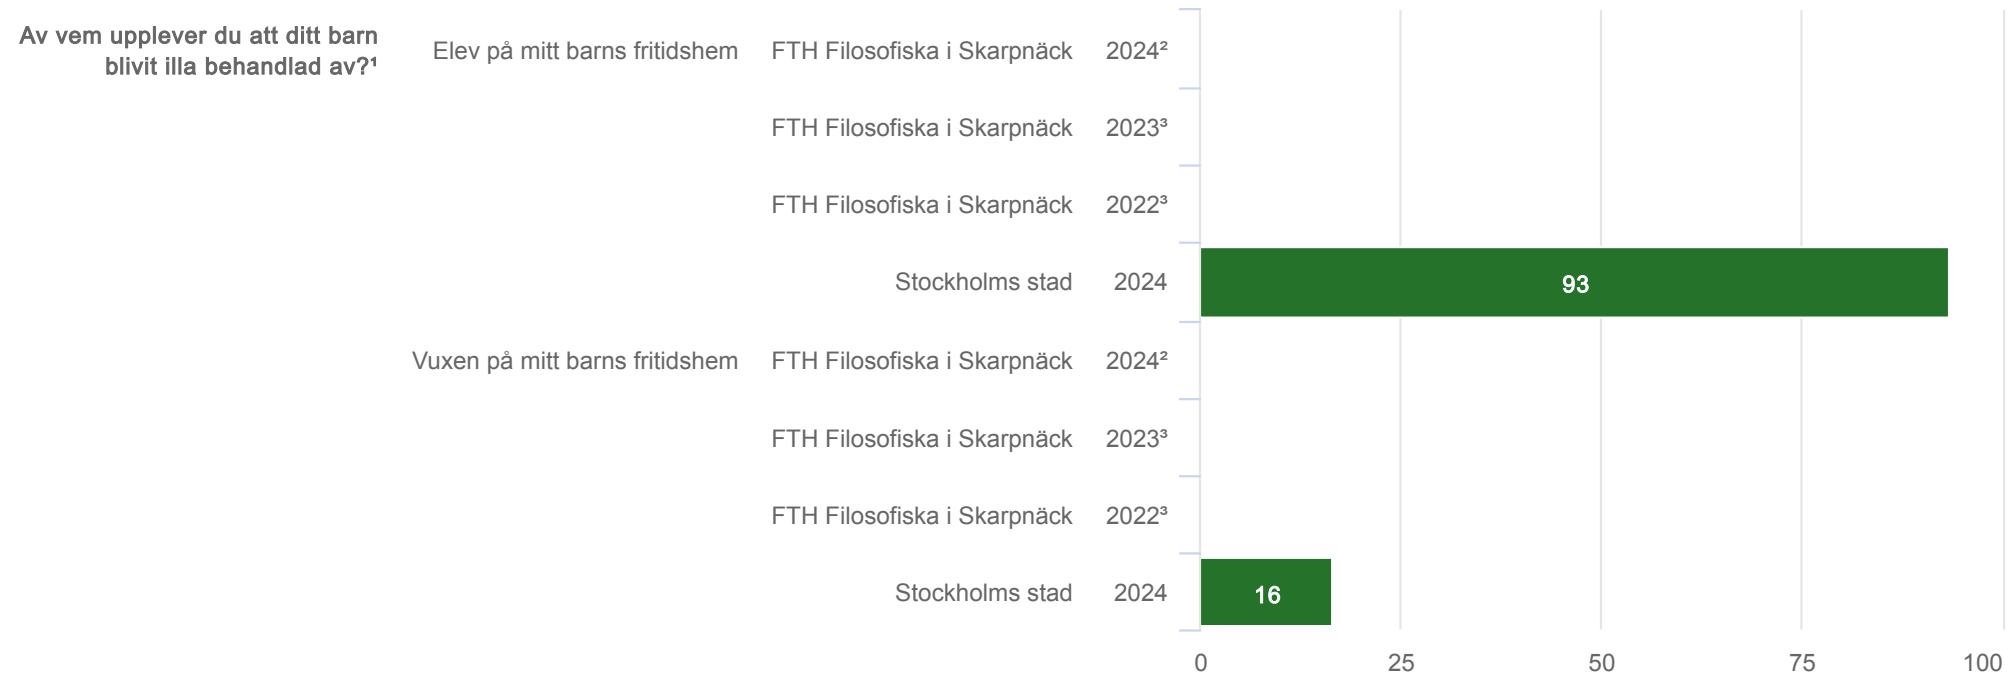 Av vem upplever du att ditt barn
blivit illa behandlad av?¹
Elev på mitt barns fritidshem FTH Filosofiska i Skarpnäck 2024²
FTH Filosofiska i Skarpnäck 2023³
FTH Filosofiska i Skarpnäck 2022³
Stockholms stad 2024 93
Vuxen på mitt barns fritidshem FTH Filosofiska i Skarpnäck 2024²
FTH Filosofiska i Skarpnäck 2023³
FTH Filosofiska i Skarpnäck 2022³
Stockholms stad 2024 16
0 25 50 75 100